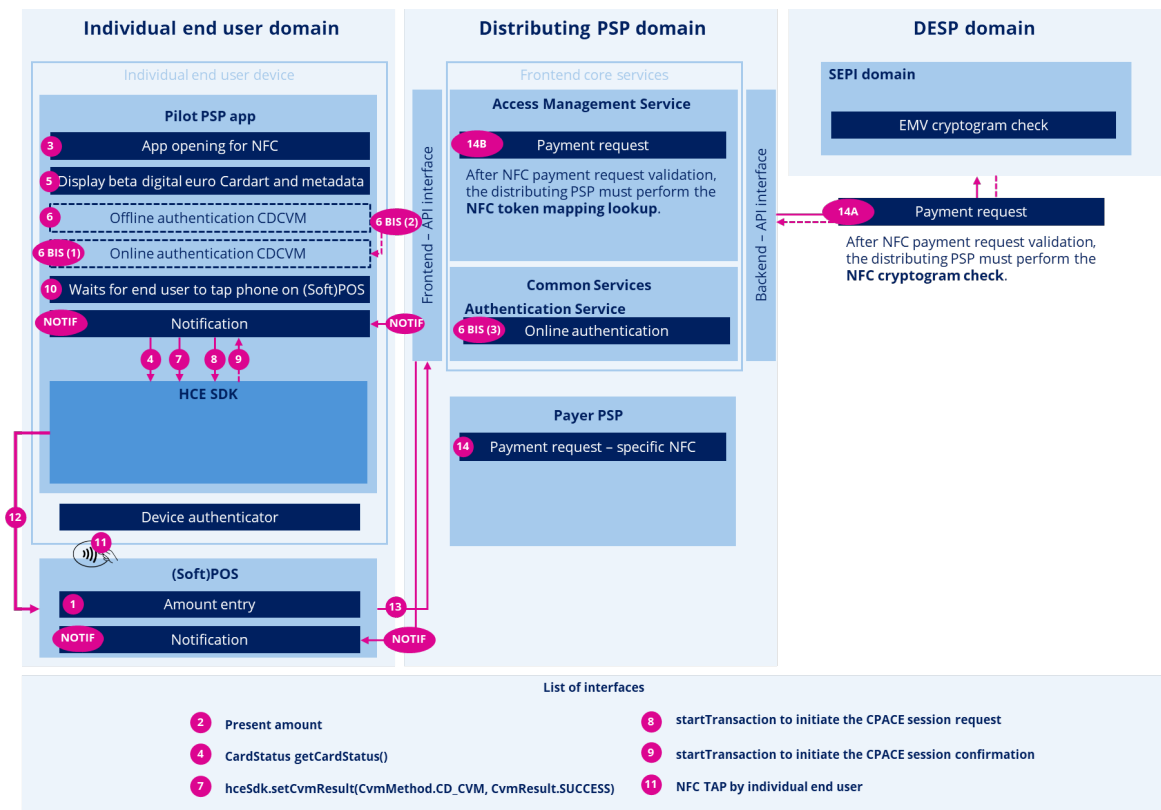 Individual end user domain
Individual end user device
Pilot PSP app
3 App opening for NFC
5 Display beta digital euro Cardart and metadata
6 Offline authentication CDCVM
6 BIS (2)
6 BIS (1) Online authentication CDCVM
10 Waits for end user to tap phone on (Soft)POS
NOTIF Notification NOTIF
4 7 8 9
HCE SDK
12
Device authenticator
11
(Soft)POS
1 Amount entry
13
NOTIF Notification NOTIF
Distributing PSP domain
Frontend core services
Frontend – API interface
Access Management Service
14B Payment request
After NFC payment request validation,
the distributing PSP must perform the
NFC token mapping lookup.
Common Services
Authentication Service
6 BIS (3) Online authentication
Backend – API interface
Payer PSP
14 Payment request – specific NFC
DESP domain
SEPI domain
EMV cryptogram check
14A Payment request
After NFC payment request validation,
the distributing PSP must perform the
NFC cryptogram check.
List of interfaces
2 Present amount
4 CardStatus getCardStatus()
7 hceSdk.setCvmResult(CvmMethod.CD_CVM, CvmResult.SUCCESS)
8 startTransaction to initiate the CPACE session request
9 startTransaction to initiate the CPACE session confirmation
11 NFC TAP by individual end user